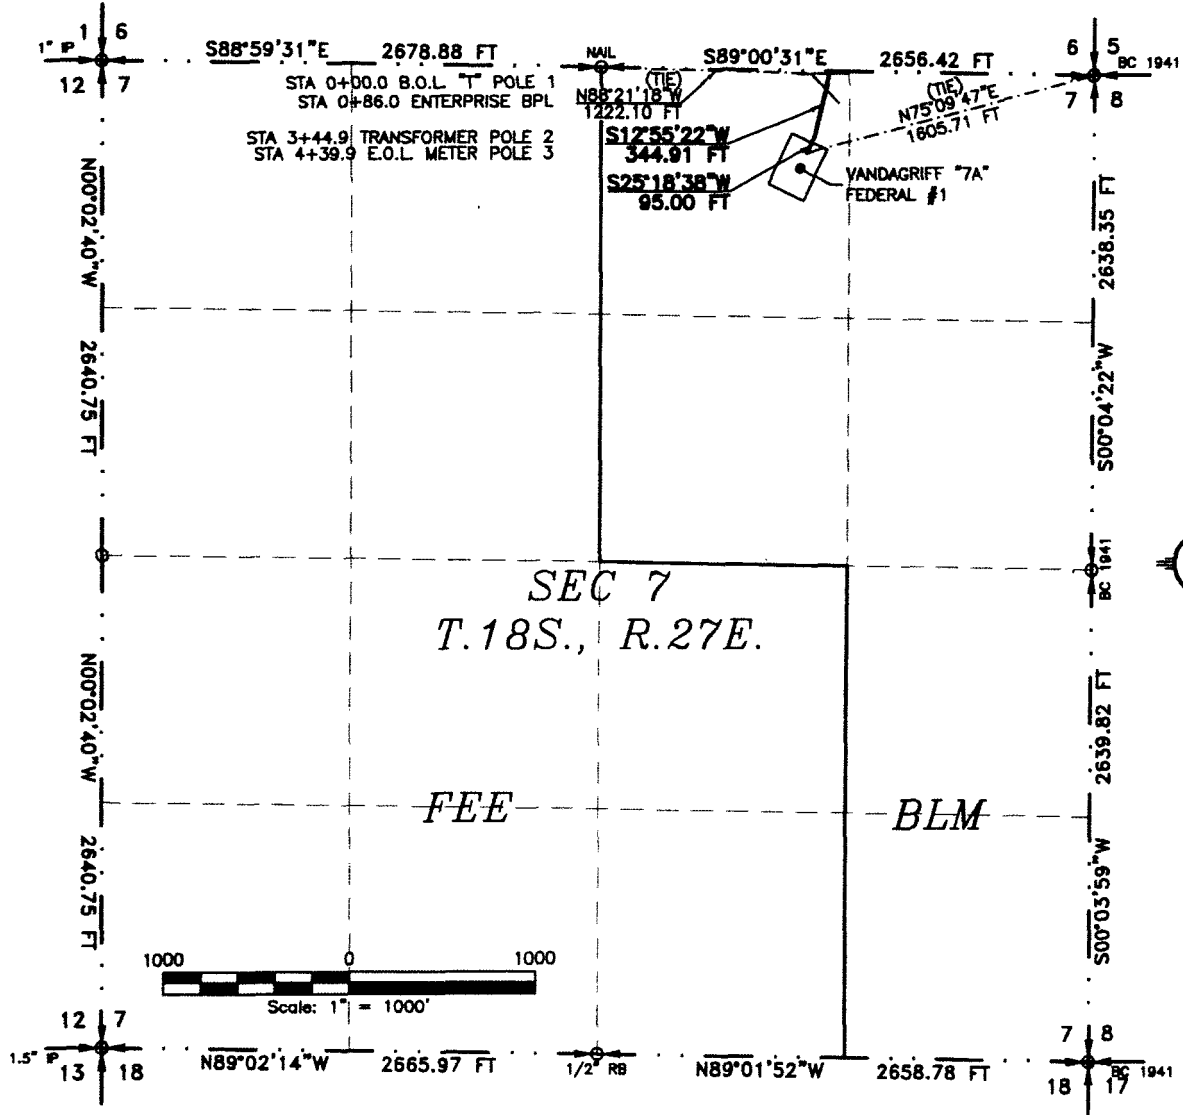 1 6
1" IP
12 7
S88°59'31"E 2678.88 FT
NAIL
S89°00'31"E 2656.42 FT
6 5
BC 1941
7 8
STA 0+00.0 B.O.L. "T" POLE 1
STA 0+86.0 ENTERPRISE BPL
STA 3+44.9 TRANSFORMER POLE 2
STA 4+39.9 E.O.L. METER POLE 3
(TIE)
N88°21'18"W
1222.10 FT
S12°55'22"W
344.91 FT
S25°18'38"W
95.00 FT
(TIE)
N75°09'47"E
1605.71 FT
VANDAGRIFF "7A"
FEDERAL #1
N00°02'40"W 2640.75 FT
2638.35 FT
S00°04'22"W
BC 1941
SEC 7
T.18S., R.27E.
N00°02'40"W 2640.75 FT
2639.82 FT
S00°03'59"W
FEE
BLM
1000 0 1000
Scale: 1" = 1000'
12 7
1.5" IP
13 18
N89°02'14"W 2665.97 FT
1/2" RB
N89°01'52"W 2658.78 FT
7 8
BC 1941
18 17